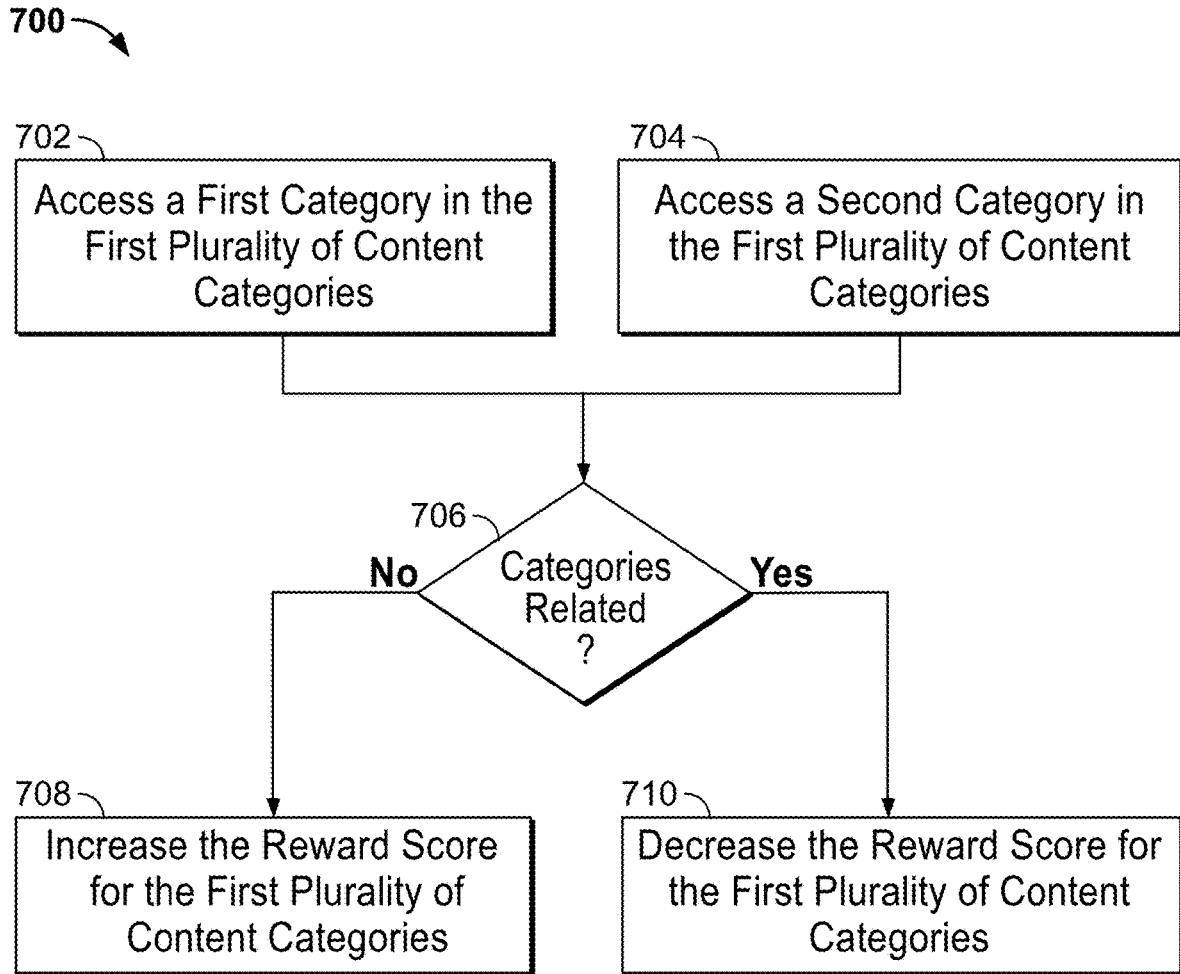 700
702
Access a First Category in the
First Plurality of Content
Categories
704
Access a Second Category in
the First Plurality of Content
Categories
706
Categories
Related
?
No
Yes
708
Increase the Reward Score
for the First Plurality of
Content Categories
710
Decrease the Reward Score for
the First Plurality of Content
Categories